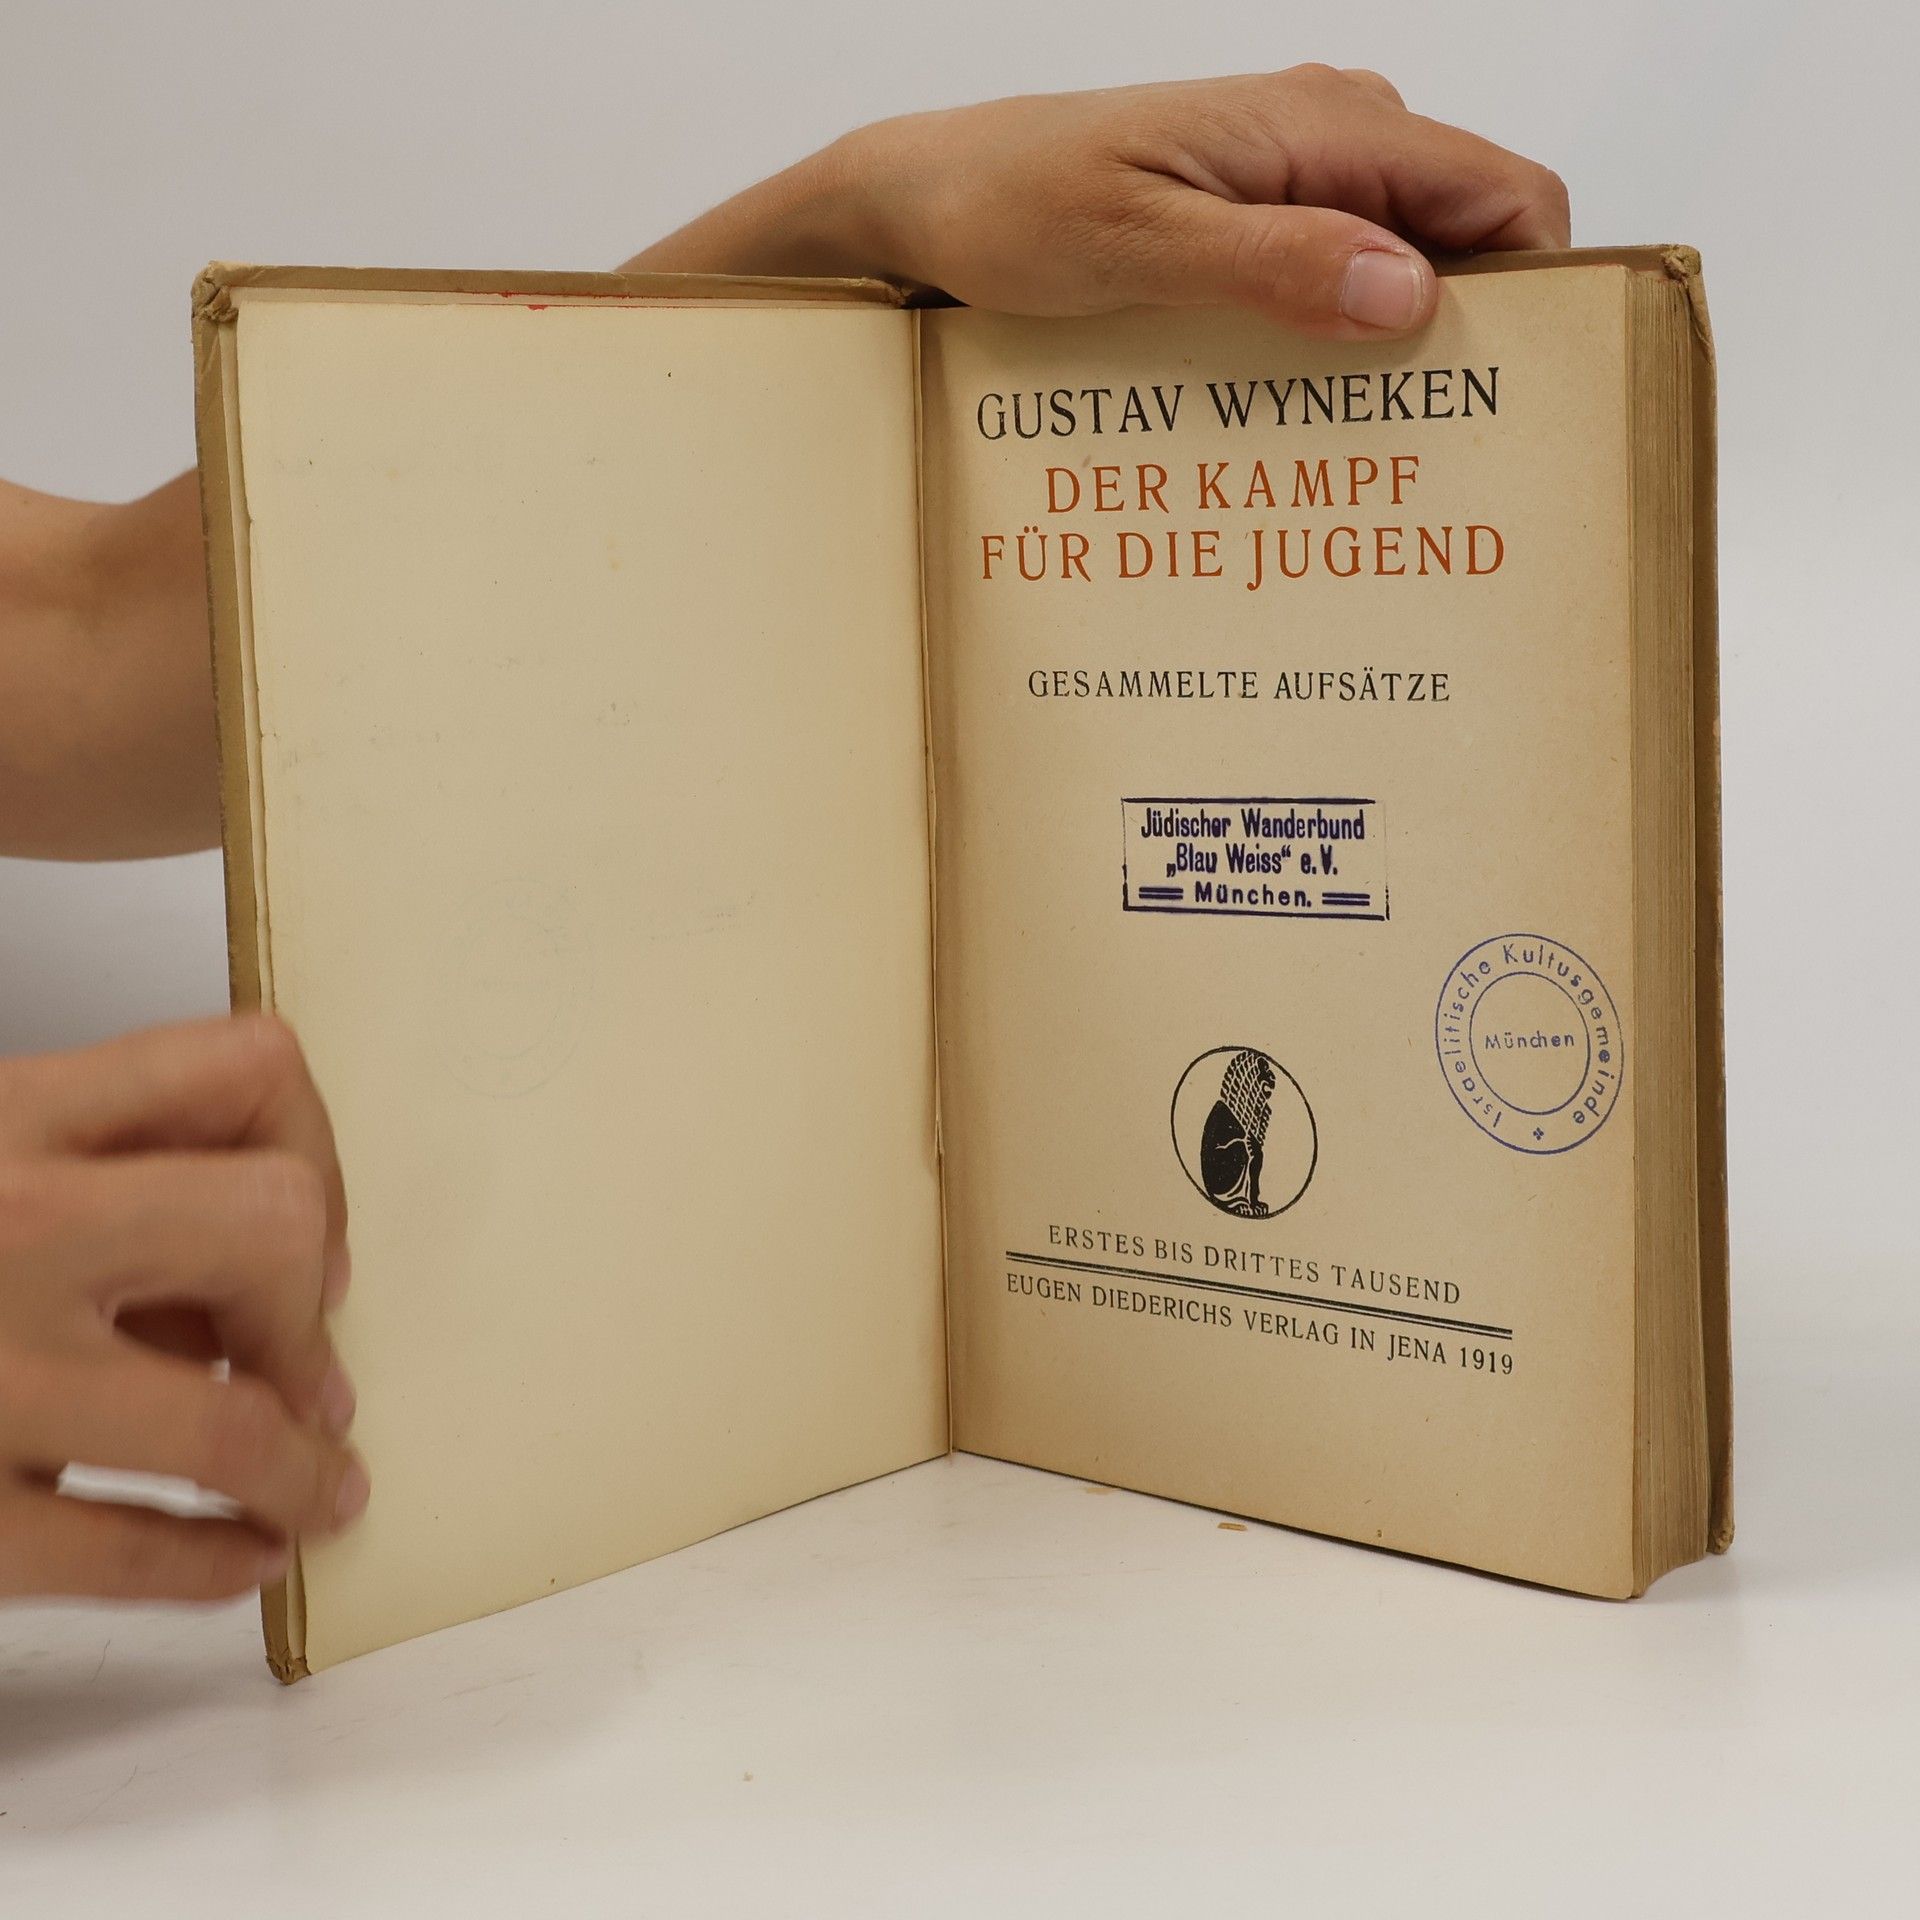 GUSTAV WYNEKEN
DER KAMPF
FÜR DIE JUGEND
GESAMMELTE AUFSÄTZE
Jüdischer Wanderbund
„Blau Weiss“ e.V.
München.
Israelitische Kultusgemeinde
München
ERSTES BIS DRITTES TAUSEND
EUGEN DIEDERICHS VERLAG IN JENA 1919